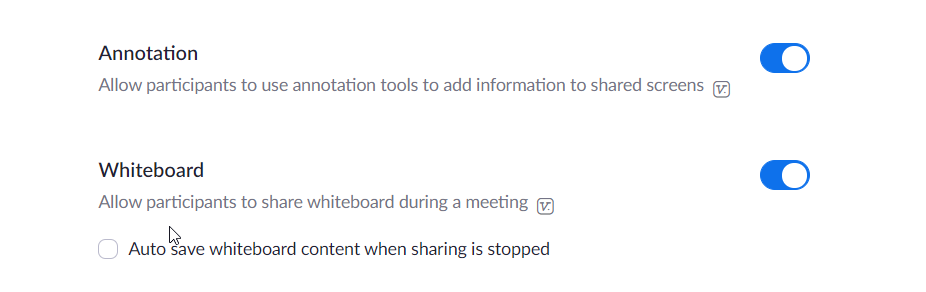 Annotation
Allow participants to use annotation tools to add information to shared screens
Whiteboard
Allow participants to share whiteboard during a meeting
Auto save whiteboard content when sharing is stopped